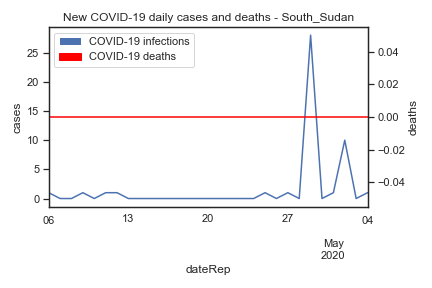 New COVID-19 daily cases and deaths - South_Sudan
COVID-19 infections
COVID-19 deaths
cases
25
20
15
10
5
0
0.04
0.02
0.00
−0.02
−0.04
deaths
06 13 20 27 04
May
2020
dateRep